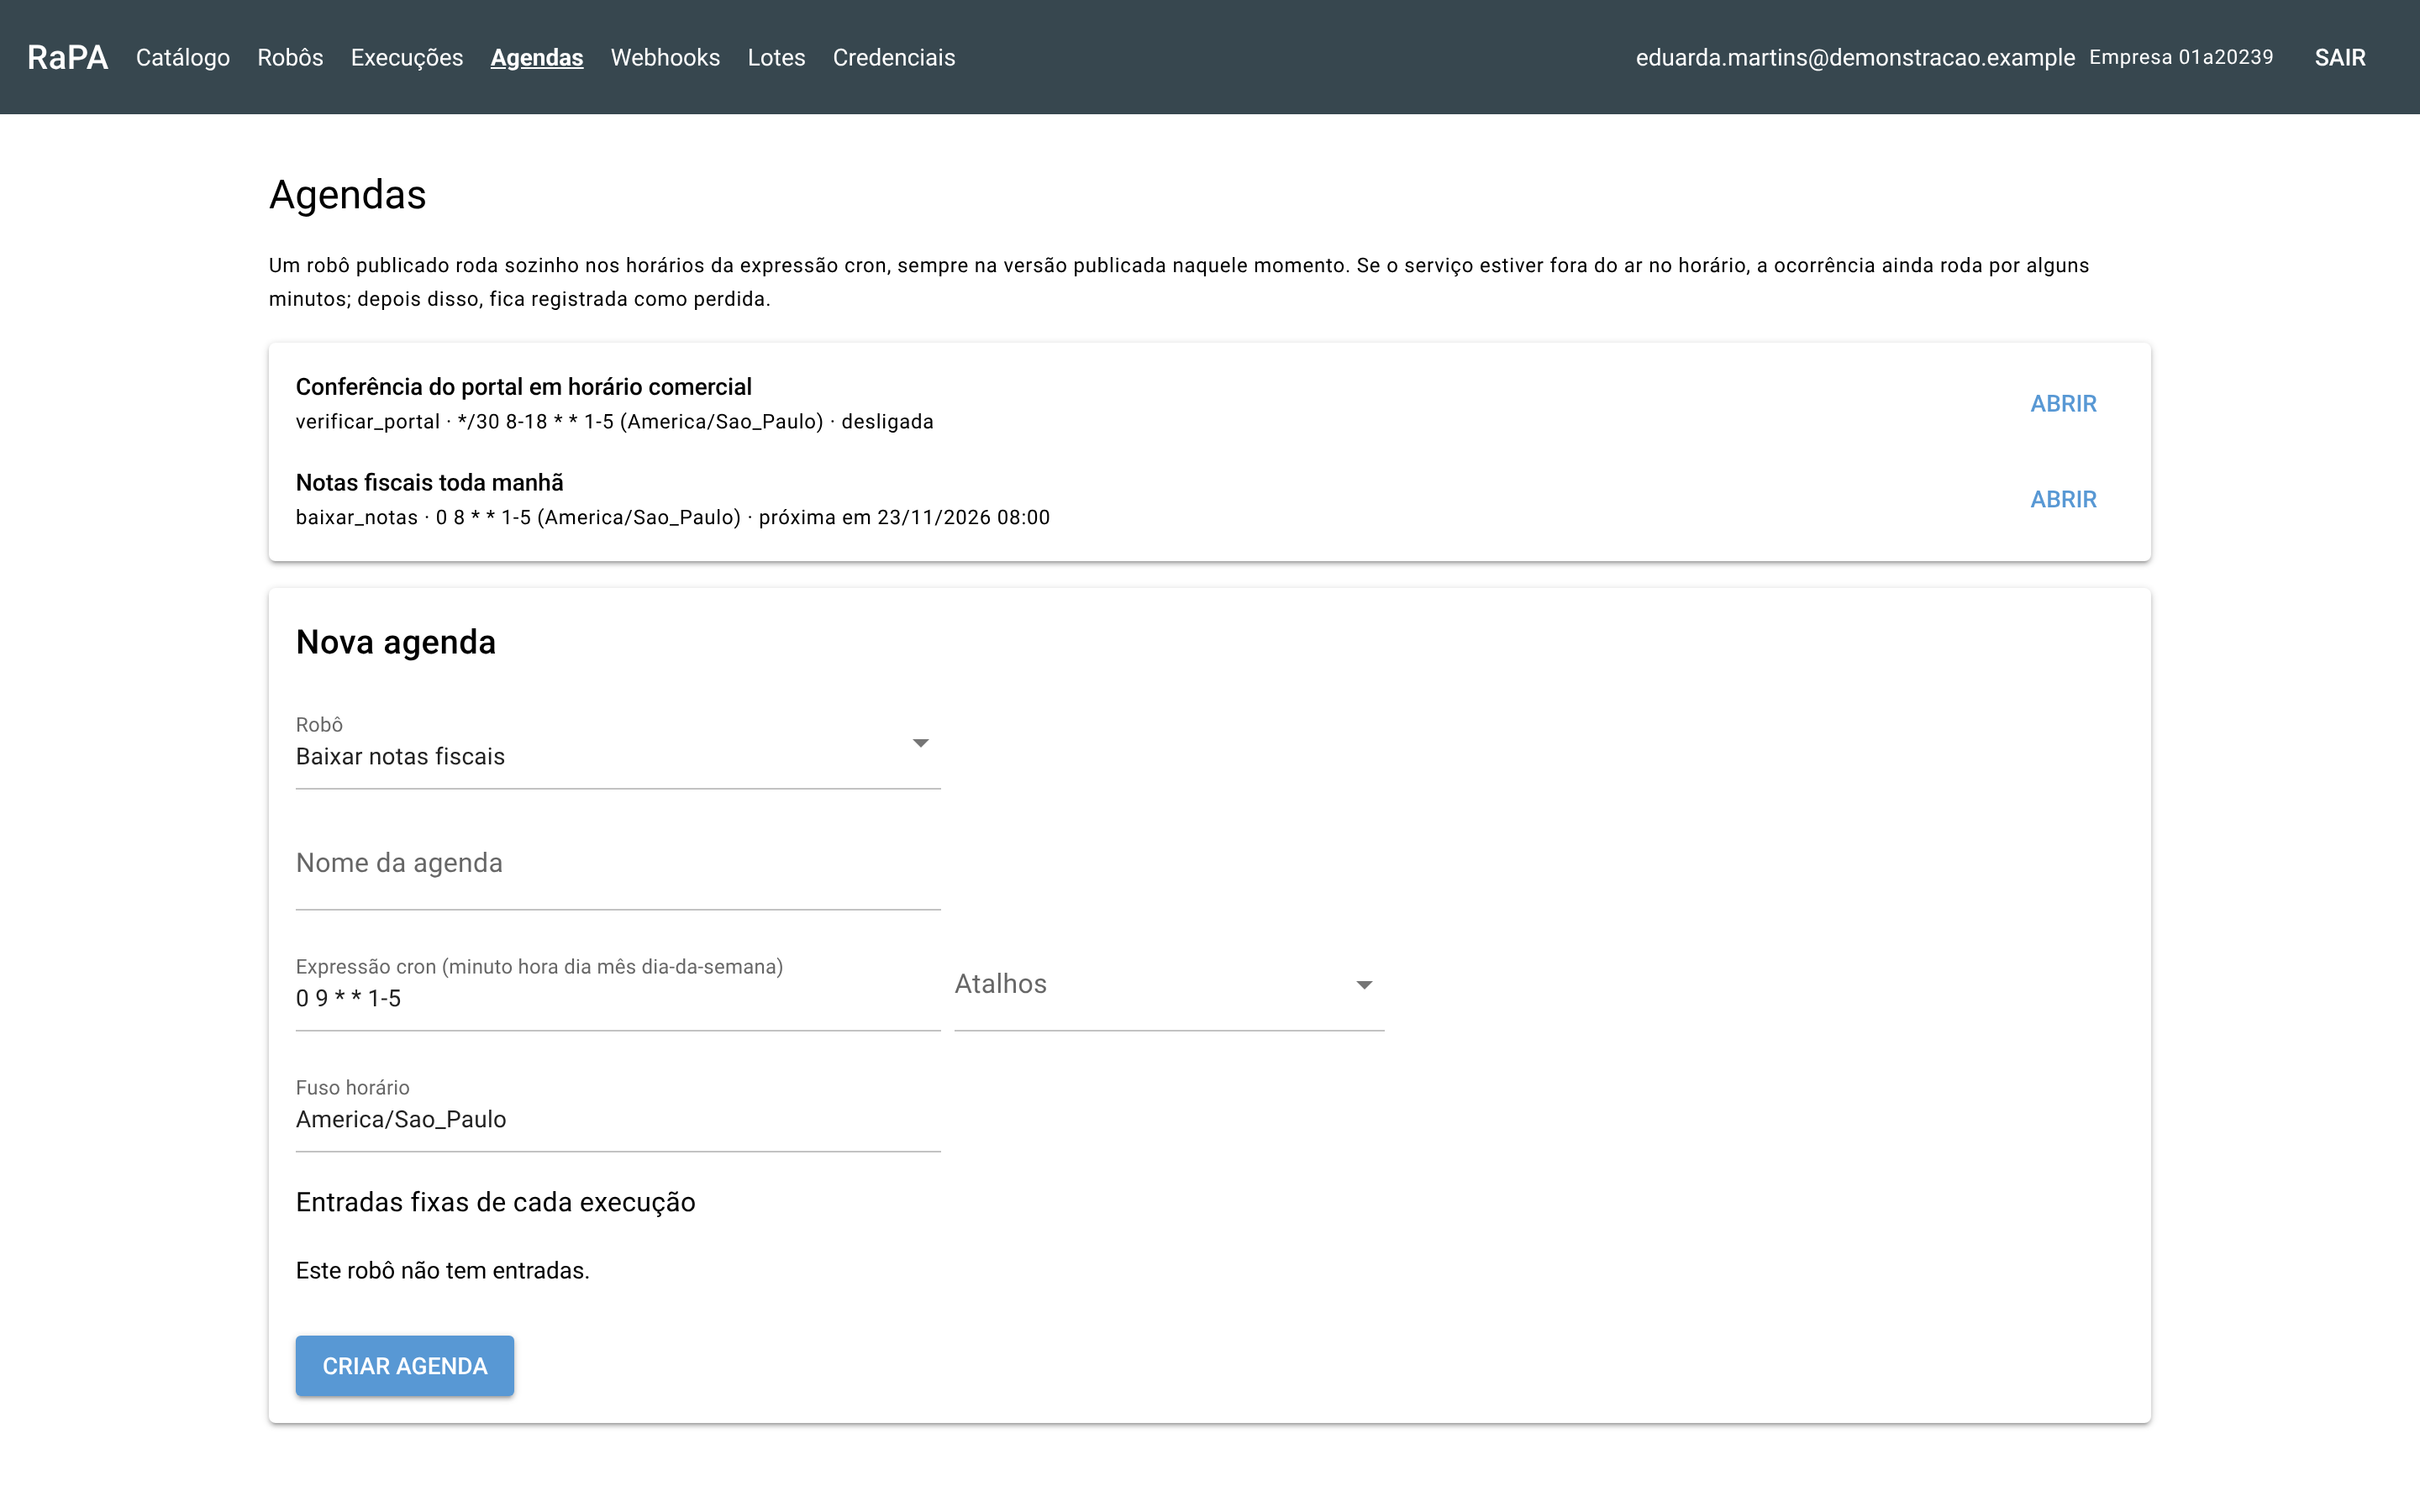 RaPA Catálogo Robôs Execuções Agendas Webhooks Lotes Credenciais eduarda.martins@demonstracao.example Empresa 01a20239 SAIR
Agendas
Um robô publicado roda sozinho nos horários da expressão cron, sempre na versão publicada naquele momento. Se o serviço estiver fora do ar no horário, a ocorrência ainda roda por alguns
minutos; depois disso, fica registrada como perdida.
Conferência do portal em horário comercial
verificar_portal · */30 8-18 * * 1-5 (America/Sao_Paulo) · desligada
ABRIR
Notas fiscais toda manhã
baixar_notas · 0 8 * * 1-5 (America/Sao_Paulo) · próxima em 23/11/2026 08:00
ABRIR
Nova agenda
Robô
Baixar notas fiscais
Nome da agenda
Expressão cron (minuto hora dia mês dia-da-semana)
0 9 * * 1-5
Atalhos
Fuso horário
America/Sao_Paulo
Entradas fixas de cada execução
Este robô não tem entradas.
CRIAR AGENDA